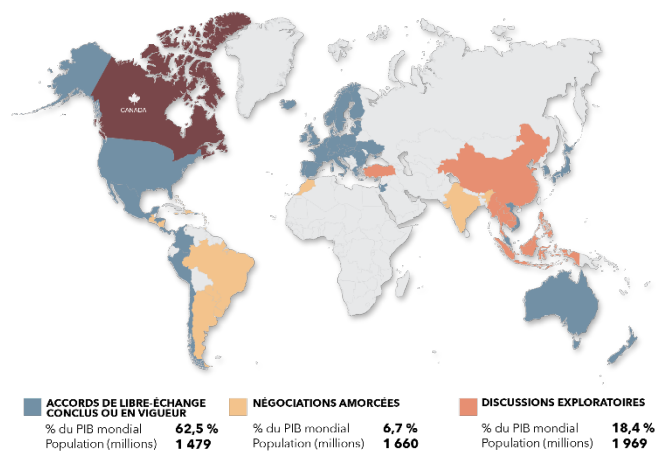 CANADA
ACCORDS DE LIBRE-ÉCHANGE
CONCLUS OU EN VIGUEUR
% du PIB mondial 62,5 %
Population (millions) 1 479
NÉGOCIATIONS AMORCÉES
% du PIB mondial 6,7 %
Population (millions) 1 660
DISCUSSIONS EXPLORATOIRES
% du PIB mondial 18,4 %
Population (millions) 1 969